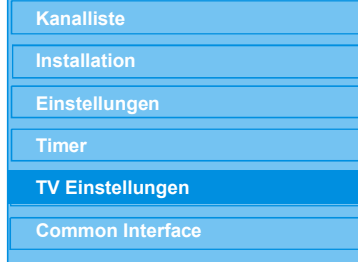 Kanalliste
Installation
Einstellungen
Timer
TV Einstellungen
Common Interface